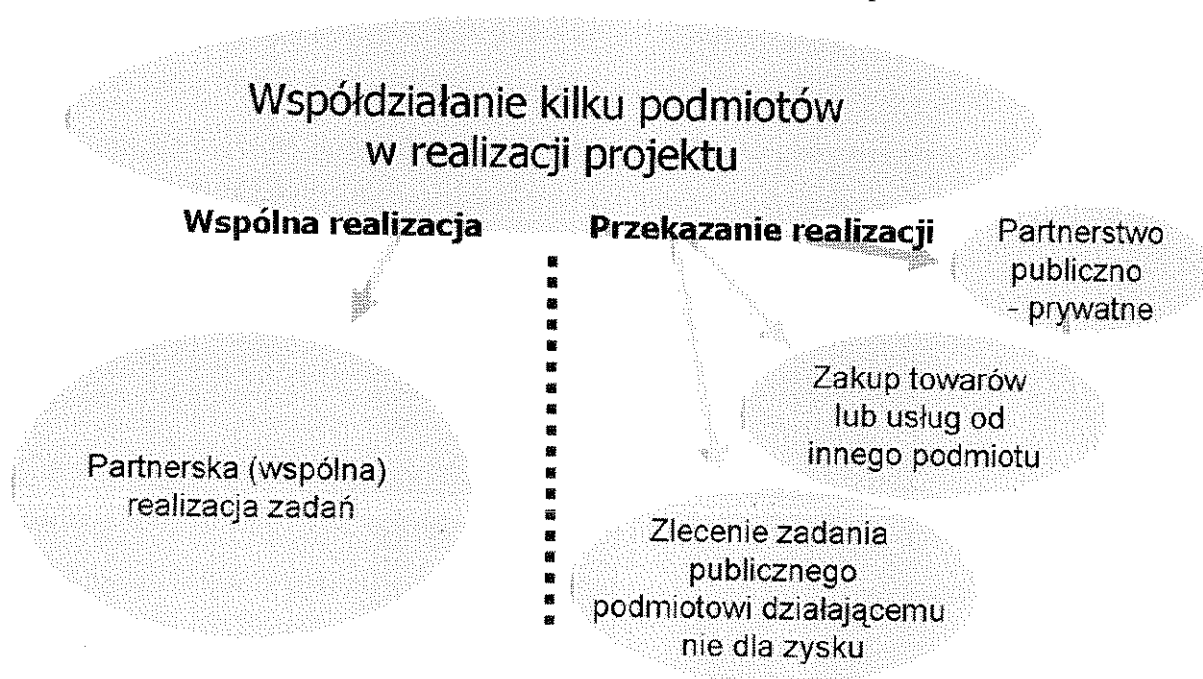 Współdziałanie kilku podmiotów
w realizacji projektu
Wspólna realizacja
Przekazanie realizacji
Partnerstwo
publiczno
- prywatne
Zakup towarów
lub usług od
innego podmiotu
Partnerska (wspólna)
realizacja zadań
Zlecenie zadania
publicznego
podmiotowi działającemu
nie dla zysku